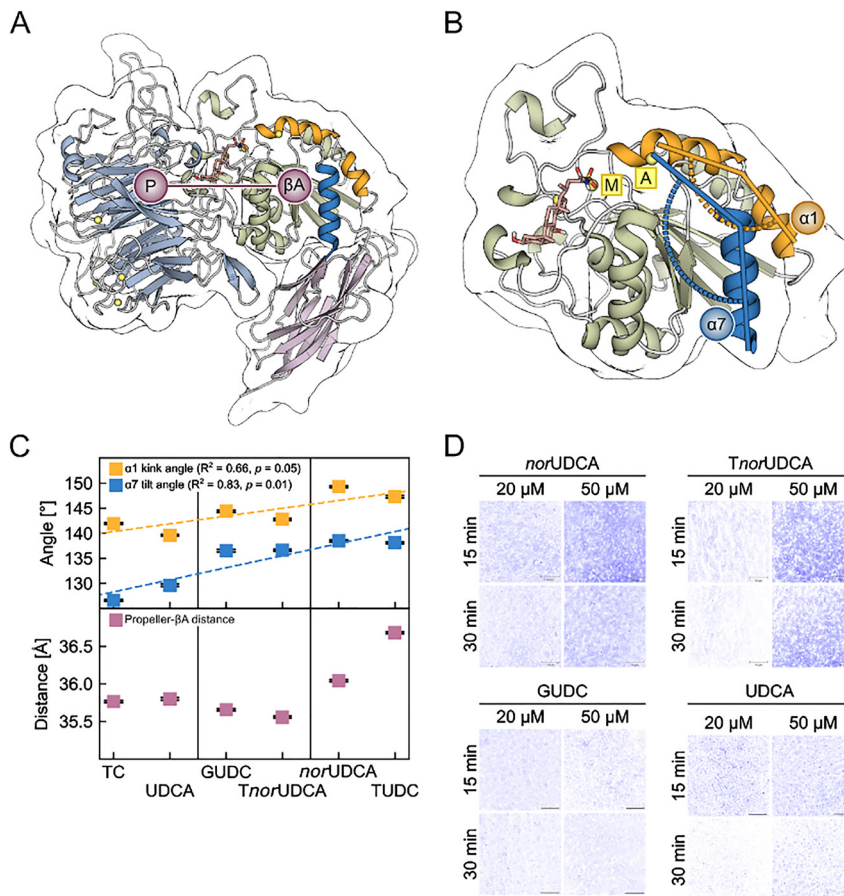 A
B
P
βA
M
A
α1
α7
C
α1 kink angle (R² = 0.66, p = 0.05)
α7 tilt angle (R² = 0.83, p = 0.01)
Angle [°]
150
145
140
135
130
Propeller-βA distance
Distance [Å]
36.5
36.0
35.5
TC
UDCA
GUDC
TnorUDCA
norUDCA
TUDC
D
norUDCA
20 µM 50 µM
15 min
30 min
TnorUDCA
20 µM 50 µM
15 min
30 min
GUDC
20 µM 50 µM
15 min
30 min
UDCA
20 µM 50 µM
15 min
30 min